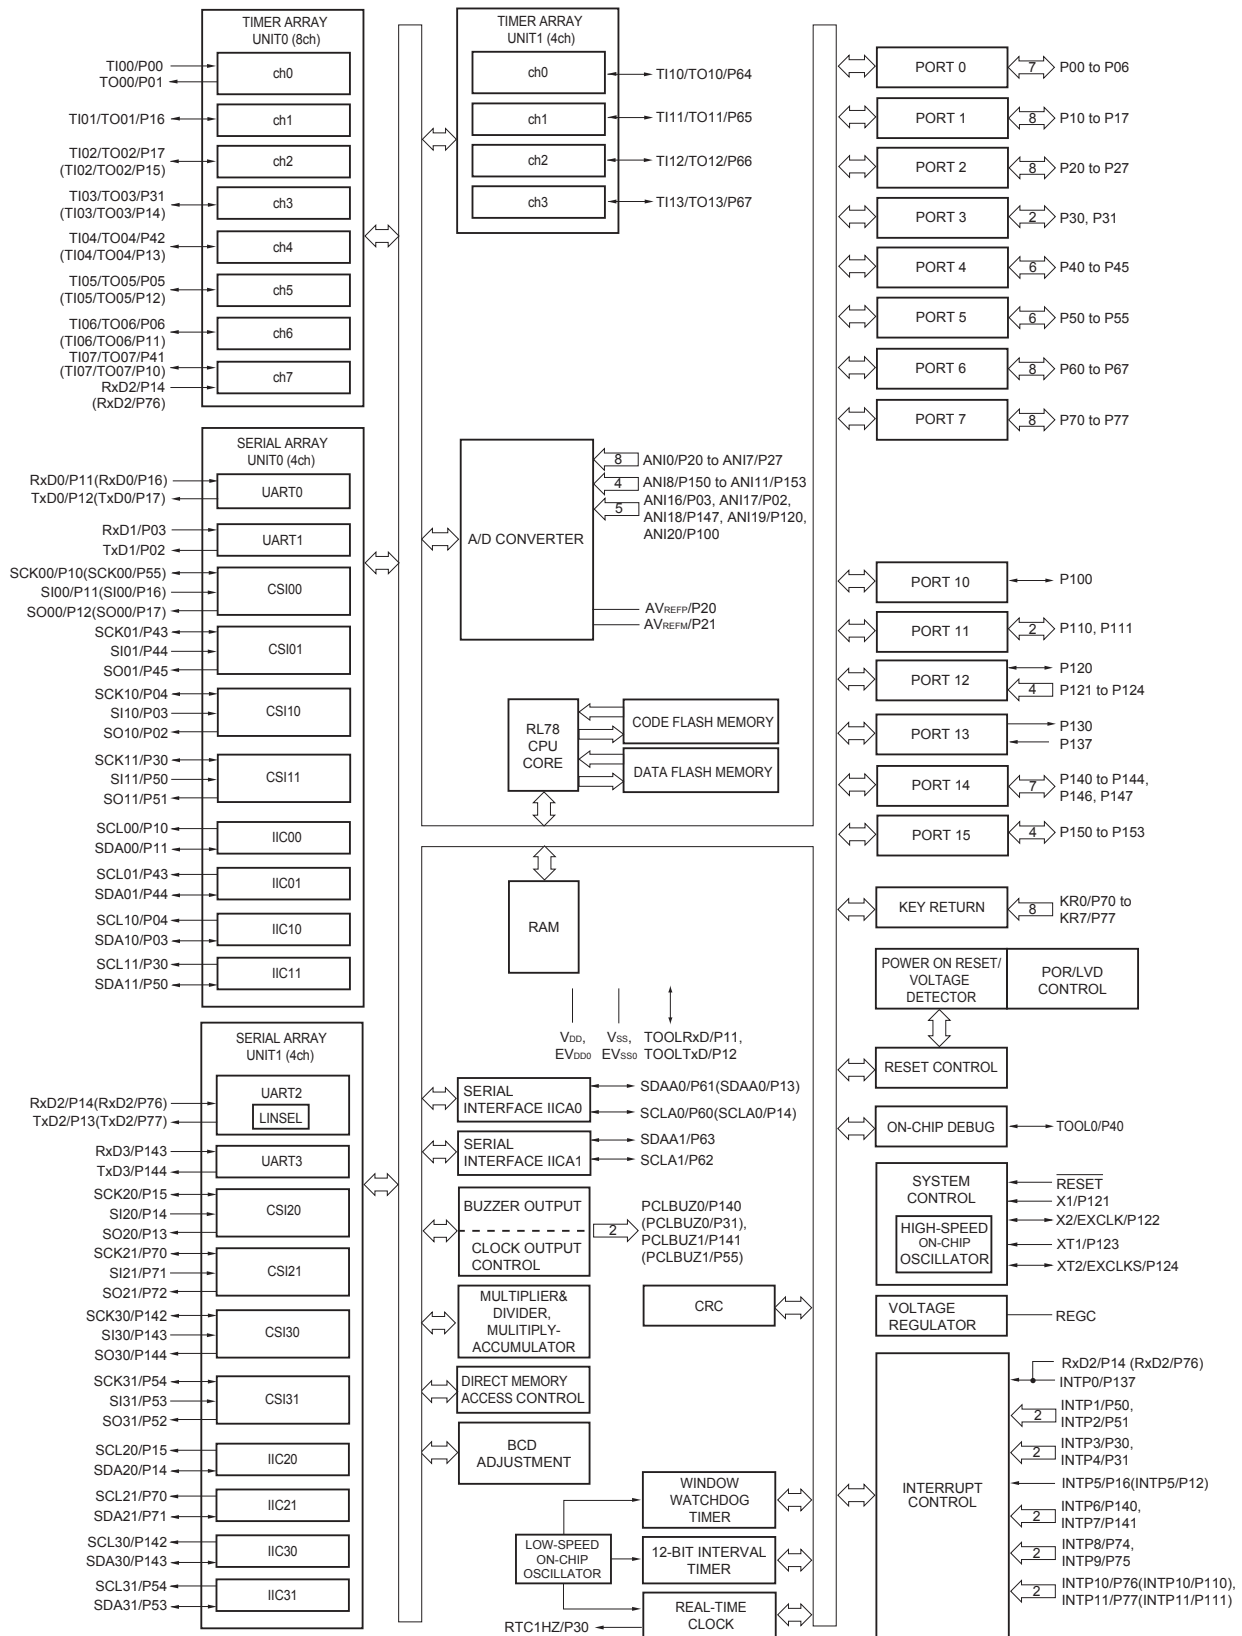 TIMER ARRAY
UNIT0 (8ch)
TI00/P00
TO00/P01
ch0
TI01/TO01/P16
ch1
TI02/TO02/P17
(TI02/TO02/P15)
ch2
TI03/TO03/P31
(TI03/TO03/P14)
ch3
TI04/TO04/P42
(TI04/TO04/P13)
ch4
TI05/TO05/P05
(TI05/TO05/P12)
ch5
TI06/TO06/P06
(TI06/TO06/P11)
ch6
TI07/TO07/P41
(TI07/TO07/P10)
RxD2/P14
(RxD2/P76)
ch7
SERIAL ARRAY
UNIT0 (4ch)
RxD0/P11(RxD0/P16)
TxD0/P12(TxD0/P17)
UART0
RxD1/P03
TxD1/P02
UART1
SCK00/P10(SCK00/P55)
SI00/P11(SI00/P16)
SO00/P12(SO00/P17)
CSI00
SCK01/P43
SI01/P44
SO01/P45
CSI01
SCK10/P04
SI10/P03
SO10/P02
CSI10
SCK11/P30
SI11/P50
SO11/P51
CSI11
SCL00/P10
SDA00/P11
IIC00
SCL01/P43
SDA01/P44
IIC01
SCL10/P04
SDA10/P03
IIC10
SCL11/P30
SDA11/P50
IIC11
SERIAL ARRAY
UNIT1 (4ch)
UART2
LINSEL
RxD2/P14(RxD2/P76)
TxD2/P13(TxD2/P77)
RxD3/P143
TxD3/P144
UART3
SCK20/P15
SI20/P14
SO20/P13
CSI20
SCK21/P70
SI21/P71
SO21/P72
CSI21
SCK30/P142
SI30/P143
SO30/P144
CSI30
SCK31/P54
SI31/P53
SO31/P52
CSI31
SCL20/P15
SDA20/P14
IIC20
SCL21/P70
SDA21/P71
IIC21
SCL30/P142
SDA30/P143
IIC30
SCL31/P54
SDA31/P53
IIC31
TIMER ARRAY
UNIT1 (4ch)
ch0
TI10/TO10/P64
ch1
TI11/TO11/P65
ch2
TI12/TO12/P66
ch3
TI13/TO13/P67
A/D CONVERTER
8
ANI0/P20 to ANI7/P27
4
ANI8/P150 to ANI11/P153
5
ANI16/P03, ANI17/P02,
ANI18/P147, ANI19/P120,
ANI20/P100
AVREFP/P20
AVREFM/P21
RL78
CPU
CORE
CODE FLASH MEMORY
DATA FLASH MEMORY
RAM
VDD,
EVDD0
VSS,
EVSS0
TOOLRxD/P11,
TOOLTxD/P12
SERIAL
INTERFACE IICA0
SDAA0/P61(SDAA0/P13)
SCLA0/P60(SCLA0/P14)
SERIAL
INTERFACE IICA1
SDAA1/P63
SCLA1/P62
BUZZER OUTPUT
CLOCK OUTPUT
CONTROL
2
PCLBUZ0/P140
(PCLBUZ0/P31),
PCLBUZ1/P141
(PCLBUZ1/P55)
MULTIPLIER&
DIVIDER,
MULITIPLY-
ACCUMULATOR
CRC
DIRECT MEMORY
ACCESS CONTROL
BCD
ADJUSTMENT
WINDOW
WATCHDOG
TIMER
LOW-SPEED
ON-CHIP
OSCILLATOR
12-BIT INTERVAL
TIMER
RTC1HZ/P30
REAL-TIME
CLOCK
PORT 0
7
P00 to P06
PORT 1
8
P10 to P17
PORT 2
8
P20 to P27
PORT 3
2
P30, P31
PORT 4
6
P40 to P45
PORT 5
6
P50 to P55
PORT 6
8
P60 to P67
PORT 7
8
P70 to P77
PORT 10
P100
PORT 11
2
P110, P111
PORT 12
P120
4
P121 to P124
PORT 13
P130
P137
PORT 14
7
P140 to P144,
P146, P147
PORT 15
4
P150 to P153
KEY RETURN
8
KR0/P70 to
KR7/P77
POWER ON RESET/
VOLTAGE
DETECTOR
POR/LVD
CONTROL
RESET CONTROL
ON-CHIP DEBUG
TOOL0/P40
SYSTEM
CONTROL
HIGH-SPEED
ON-CHIP
OSCILLATOR
RESET
X1/P121
X2/EXCLK/P122
XT1/P123
XT2/EXCLKS/P124
VOLTAGE
REGULATOR
REGC
INTERRUPT
CONTROL
RxD2/P14 (RxD2/P76)
INTP0/P137
2
INTP1/P50,
INTP2/P51
2
INTP3/P30,
INTP4/P31
INTP5/P16(INTP5/P12)
2
INTP6/P140,
INTP7/P141
2
INTP8/P74,
INTP9/P75
2
INTP10/P76(INTP10/P110),
INTP11/P77(INTP11/P111)